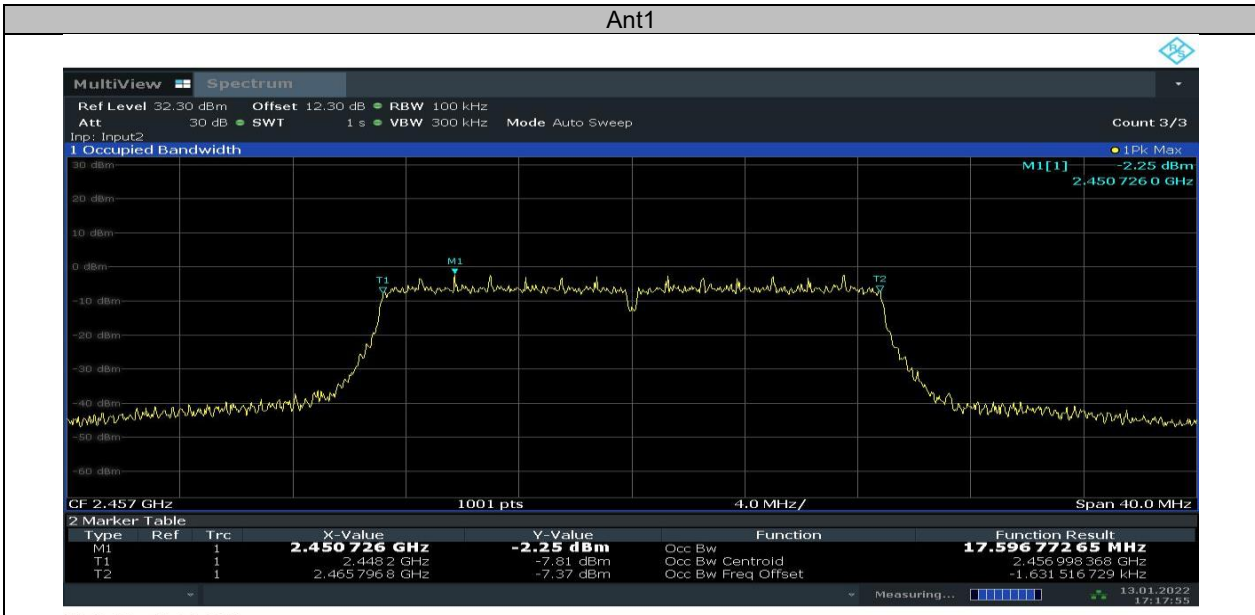 Ant1
R&S
MultiView Spectrum
Ref Level 32.30 dBm Offset 12.30 dB RBW 100 kHz
Att 30 dB SWT 1 s VBW 300 kHz Mode Auto Sweep Count 3/3
Inp: Input2
1 Occupied Bandwidth 1Pk Max
30 dBm M1[1] -2.25 dBm
2.450 726 0 GHz
20 dBm
10 dBm
0 dBm
M1
T1 T2
-10 dBm
-20 dBm
-30 dBm
-40 dBm
-50 dBm
-60 dBm
CF 2.457 GHz 1001 pts 4.0 MHz/ Span 40.0 MHz
2 Marker Table
Type Ref Trc X-Value Y-Value Function Function Result
M1 1 2.450 726 GHz -2.25 dBm Occ Bw 17.596 772 65 MHz
T1 1 2.448 2 GHz -7.81 dBm Occ Bw Centroid 2.456 998 368 GHz
T2 1 2.465 796 8 GHz -7.37 dBm Occ Bw Freq Offset -1.631 516 729 kHz
Measuring... 13.01.2022
17:17:55